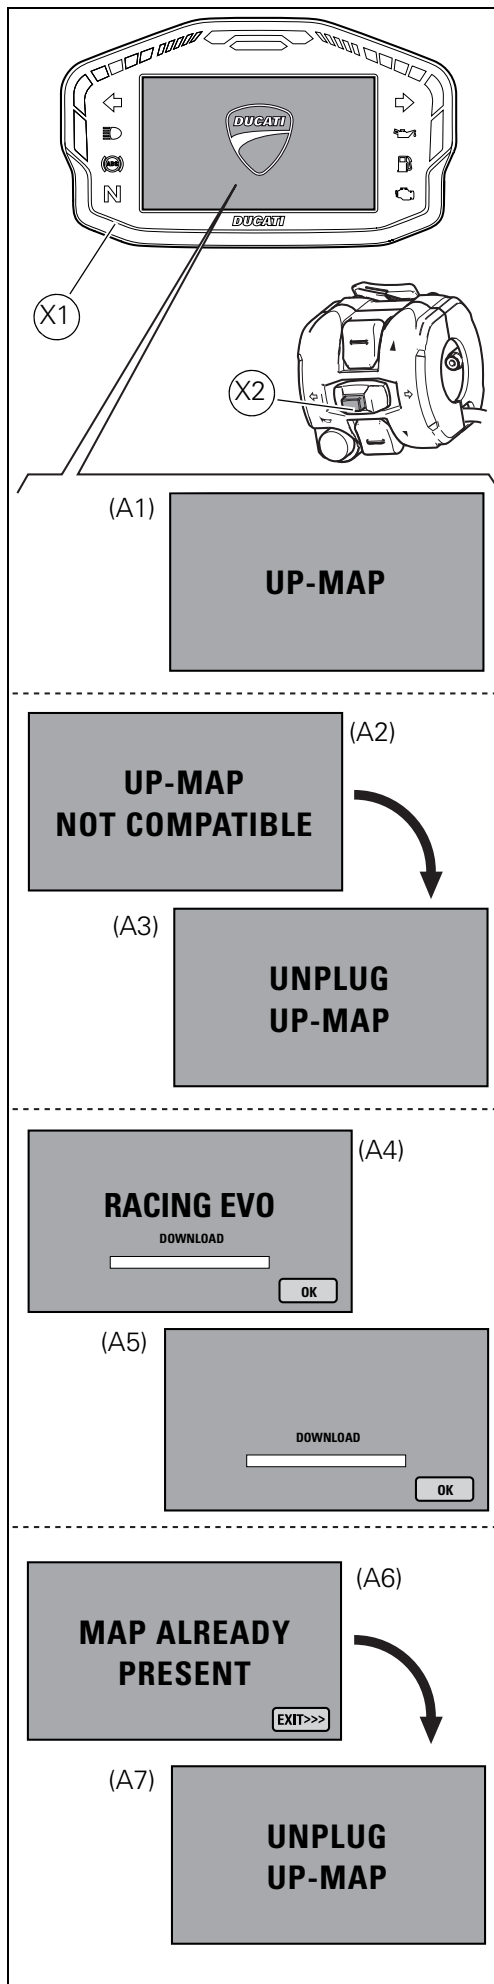 DUCATI
ABS
N
DUCATI
X1
X2
(A1)
UP-MAP
(A2)
UP-MAP
NOT COMPATIBLE
(A3)
UNPLUG
UP-MAP
(A4)
RACING EVO
DOWNLOAD
OK
(A5)
DOWNLOAD
OK
(A6)
MAP ALREADY
PRESENT
EXIT>>>
(A7)
UNPLUG
UP-MAP